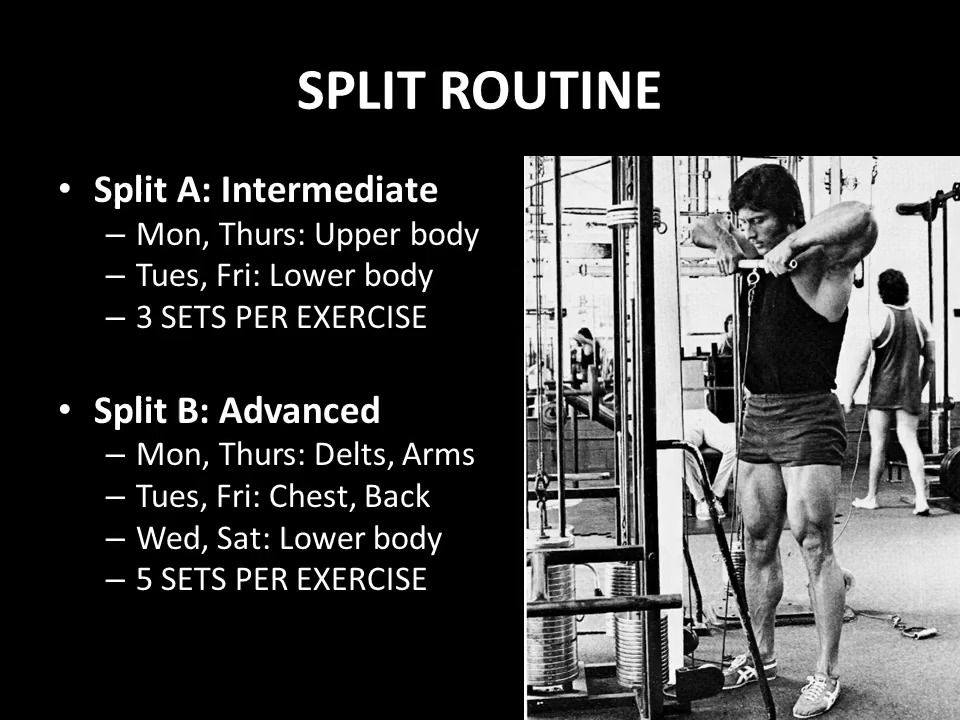 SPLIT ROUTINE
• Split A: Intermediate
– Mon, Thurs: Upper body
– Tues, Fri: Lower body
– 3 SETS PER EXERCISE
• Split B: Advanced
– Mon, Thurs: Delts, Arms
– Tues, Fri: Chest, Back
– Wed, Sat: Lower body
– 5 SETS PER EXERCISE